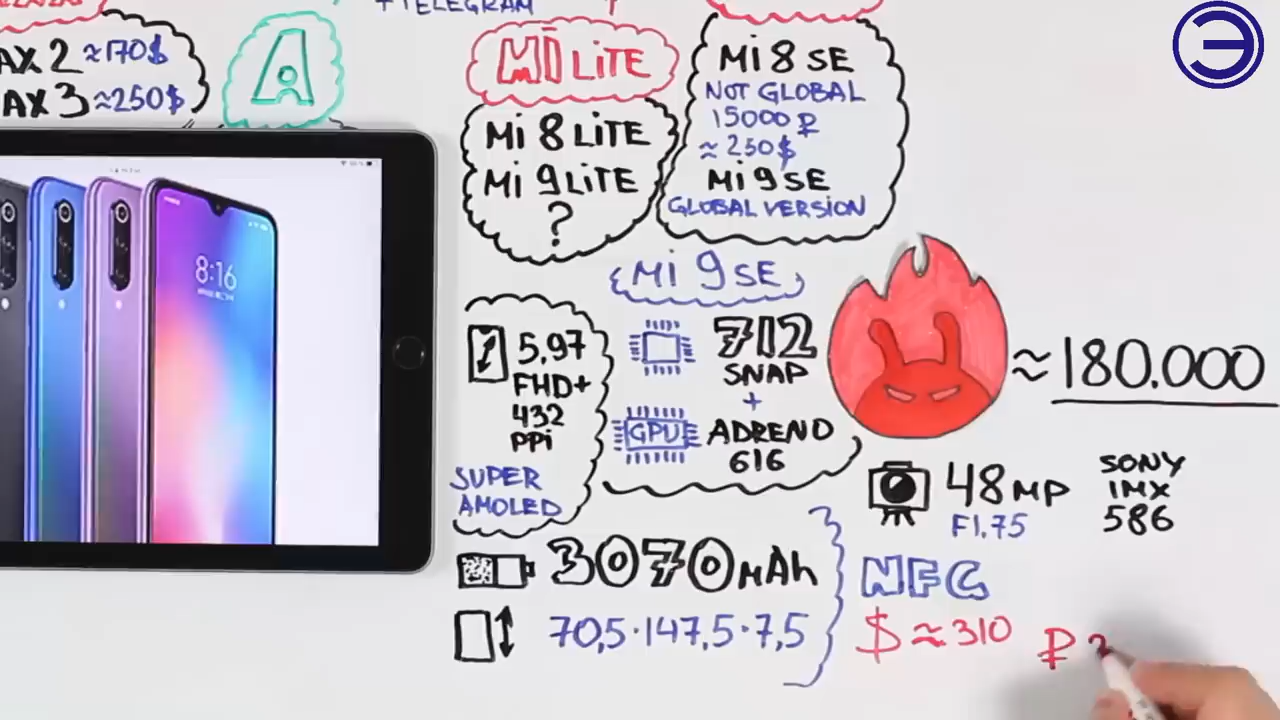 + TELEGRAM
AX 2 ≈170$
AX 3 ≈250$
A
Mi LiTE
Mi 8 LiTE
Mi 9 LiTE
?
Mi 8 SE
NOT GLOBAL
15000 ₽
≈ 250$
Mi 9 SE
GLOBAL VERSION
Mi 9 SE
8:16
5,97
FHD+
432
PPi
SUPER
AMOLED
712
SNAP
+
GPU
ADRENO
616
≈180.000
48MP
F1.75
SONY
IMX
586
3070 mAh
70,5·147,5·7,5
NFC
$ ≈310
₽
Э